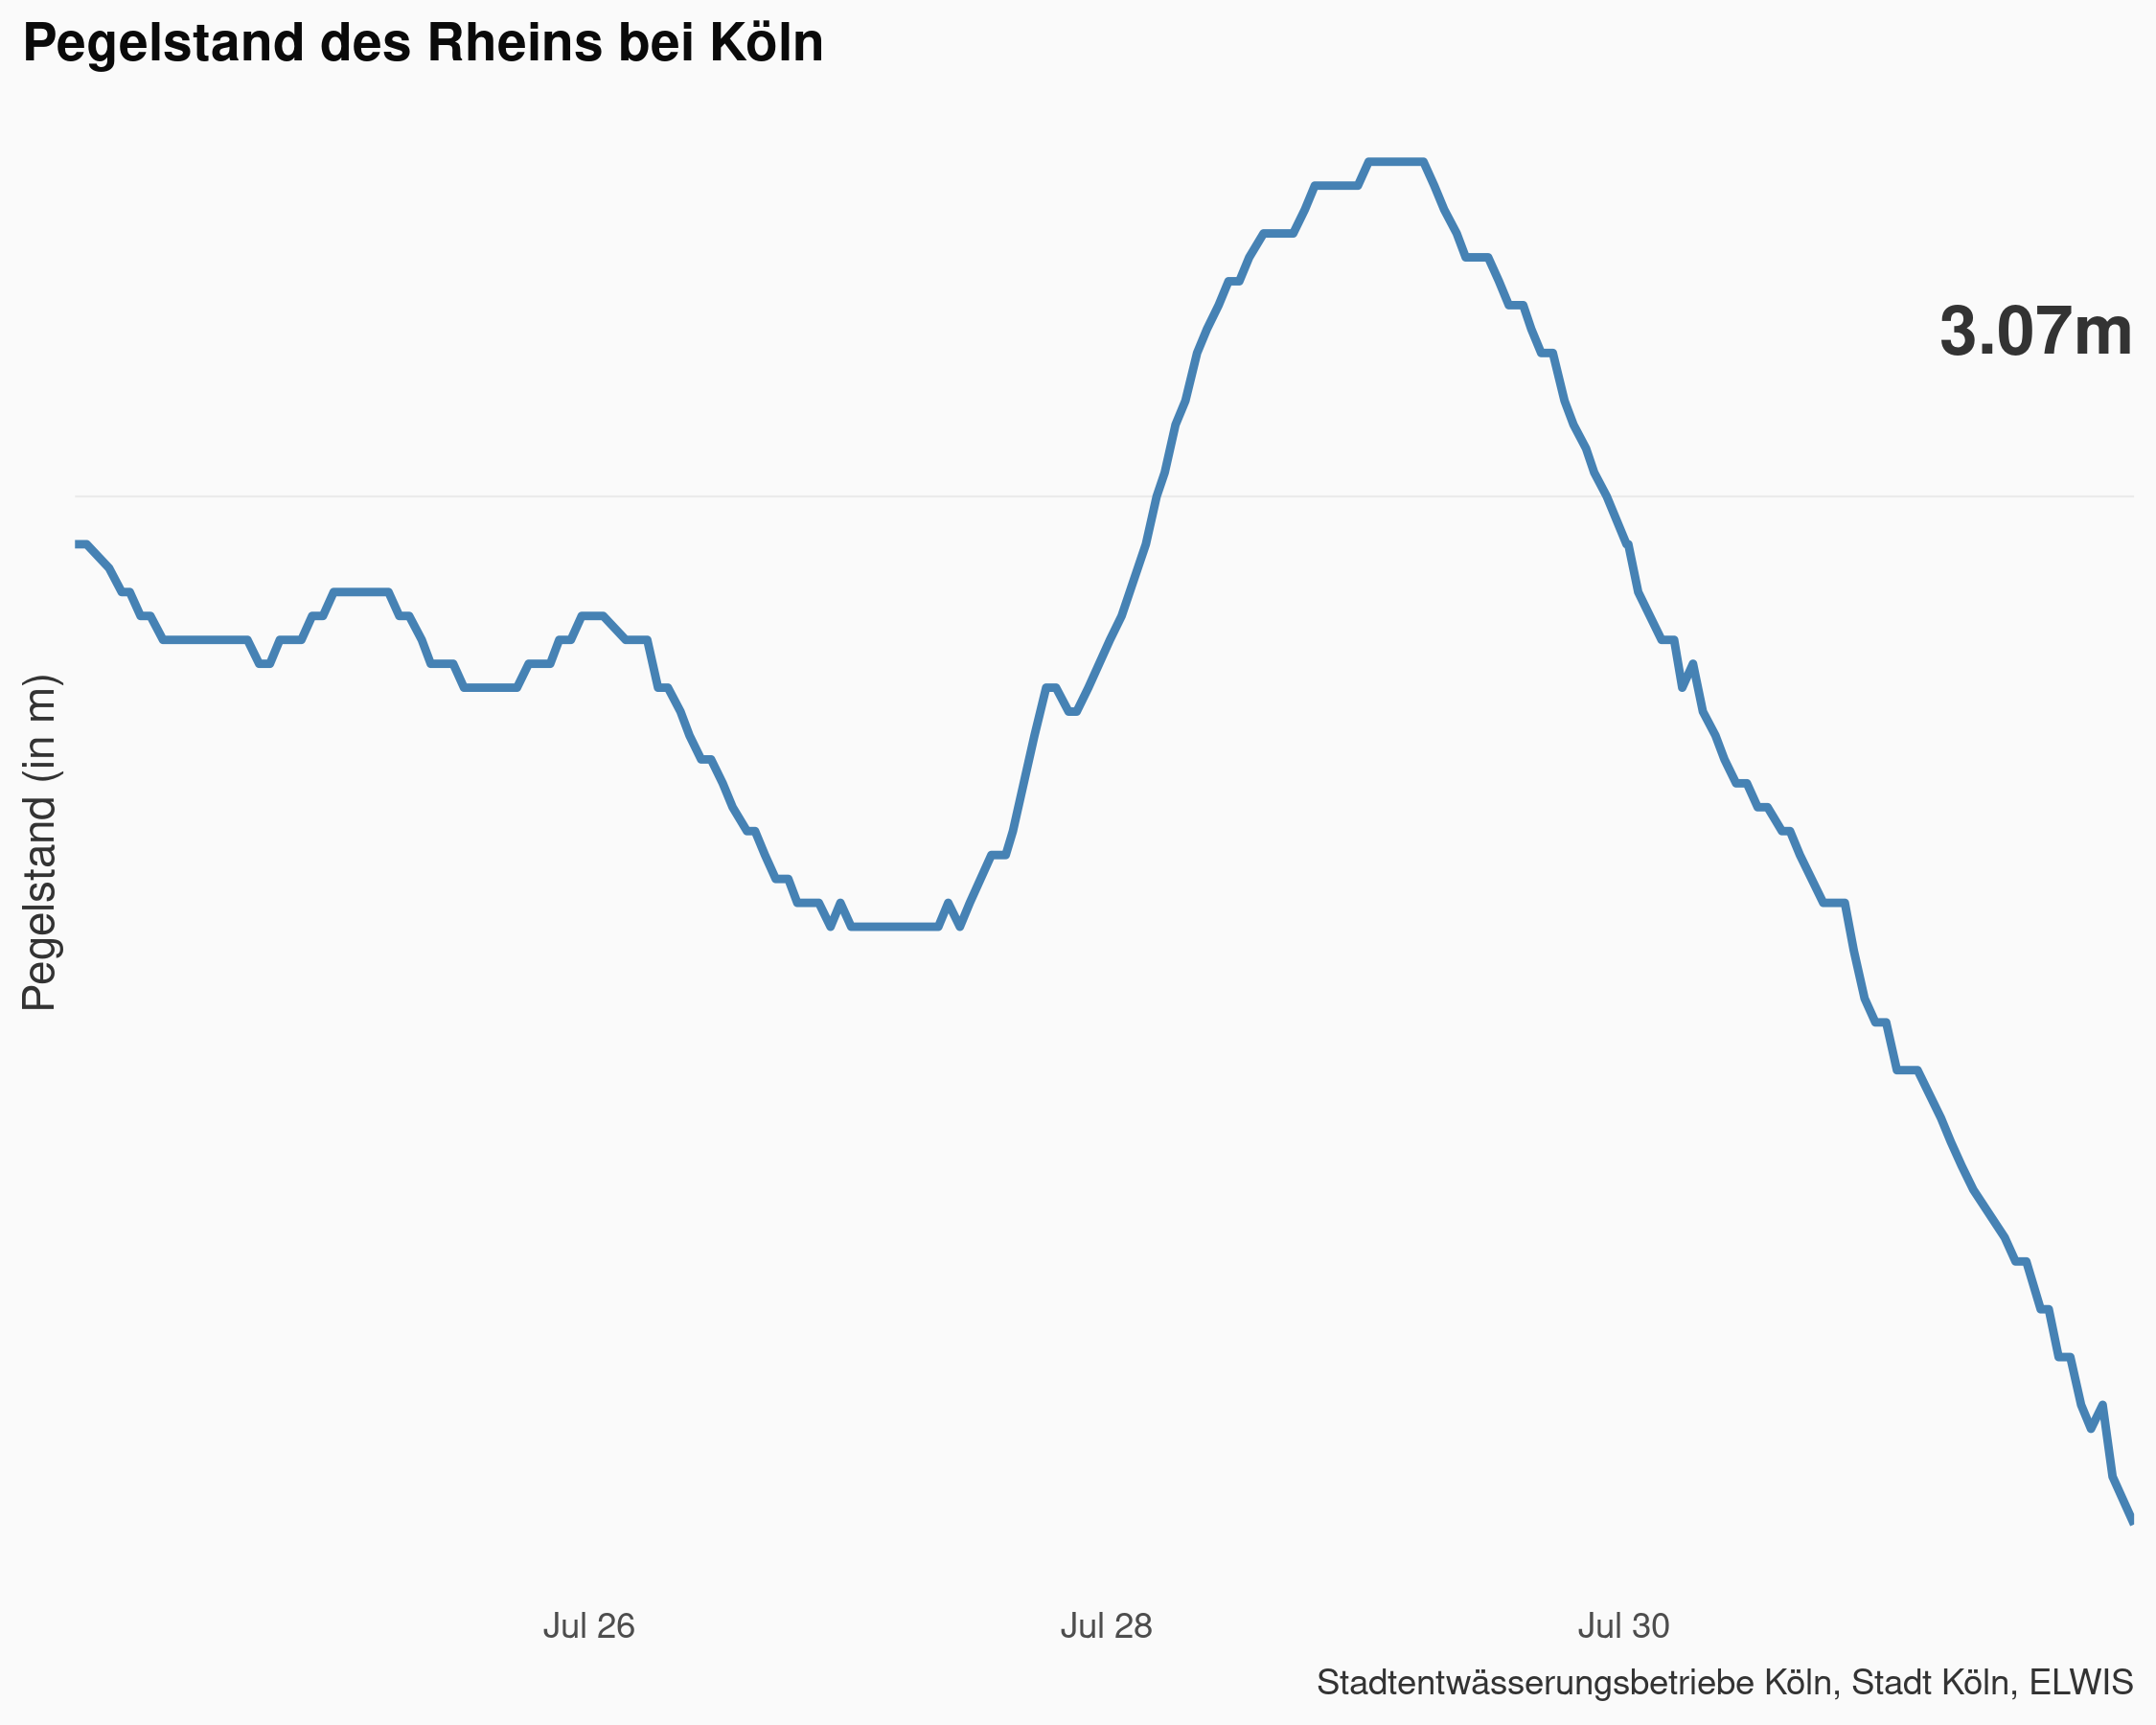 Pegelstand des Rheins bei Köln
3.07m
Pegelstand (in m)
Jul 26
Jul 28
Jul 30
Stadtentwässerungsbetriebe Köln, Stadt Köln, ELWIS